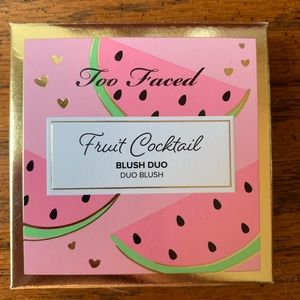 Too Faced
Fruit Cocktail
BLUSH DUO
DUO BLUSH